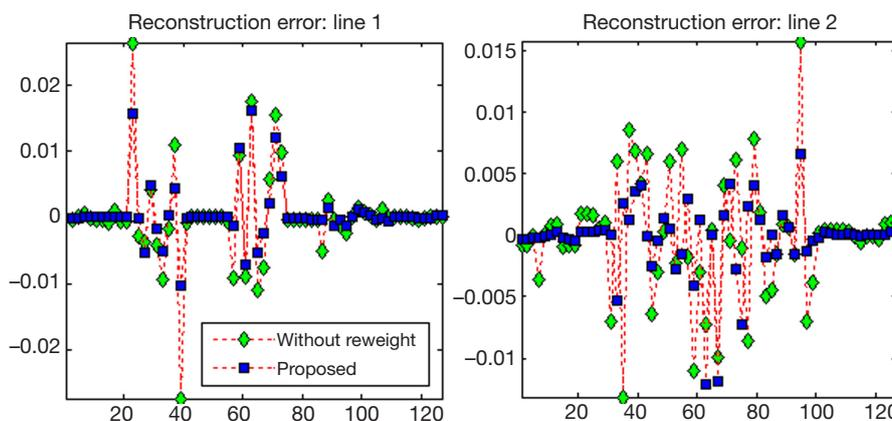 Reconstruction error: line 1
0.02
0.01
0
−0.01
−0.02
20 40 60 80 100 120
Without reweight
Proposed
Reconstruction error: line 2
0.015
0.01
0.005
0
−0.005
−0.01
20 40 60 80 100 120